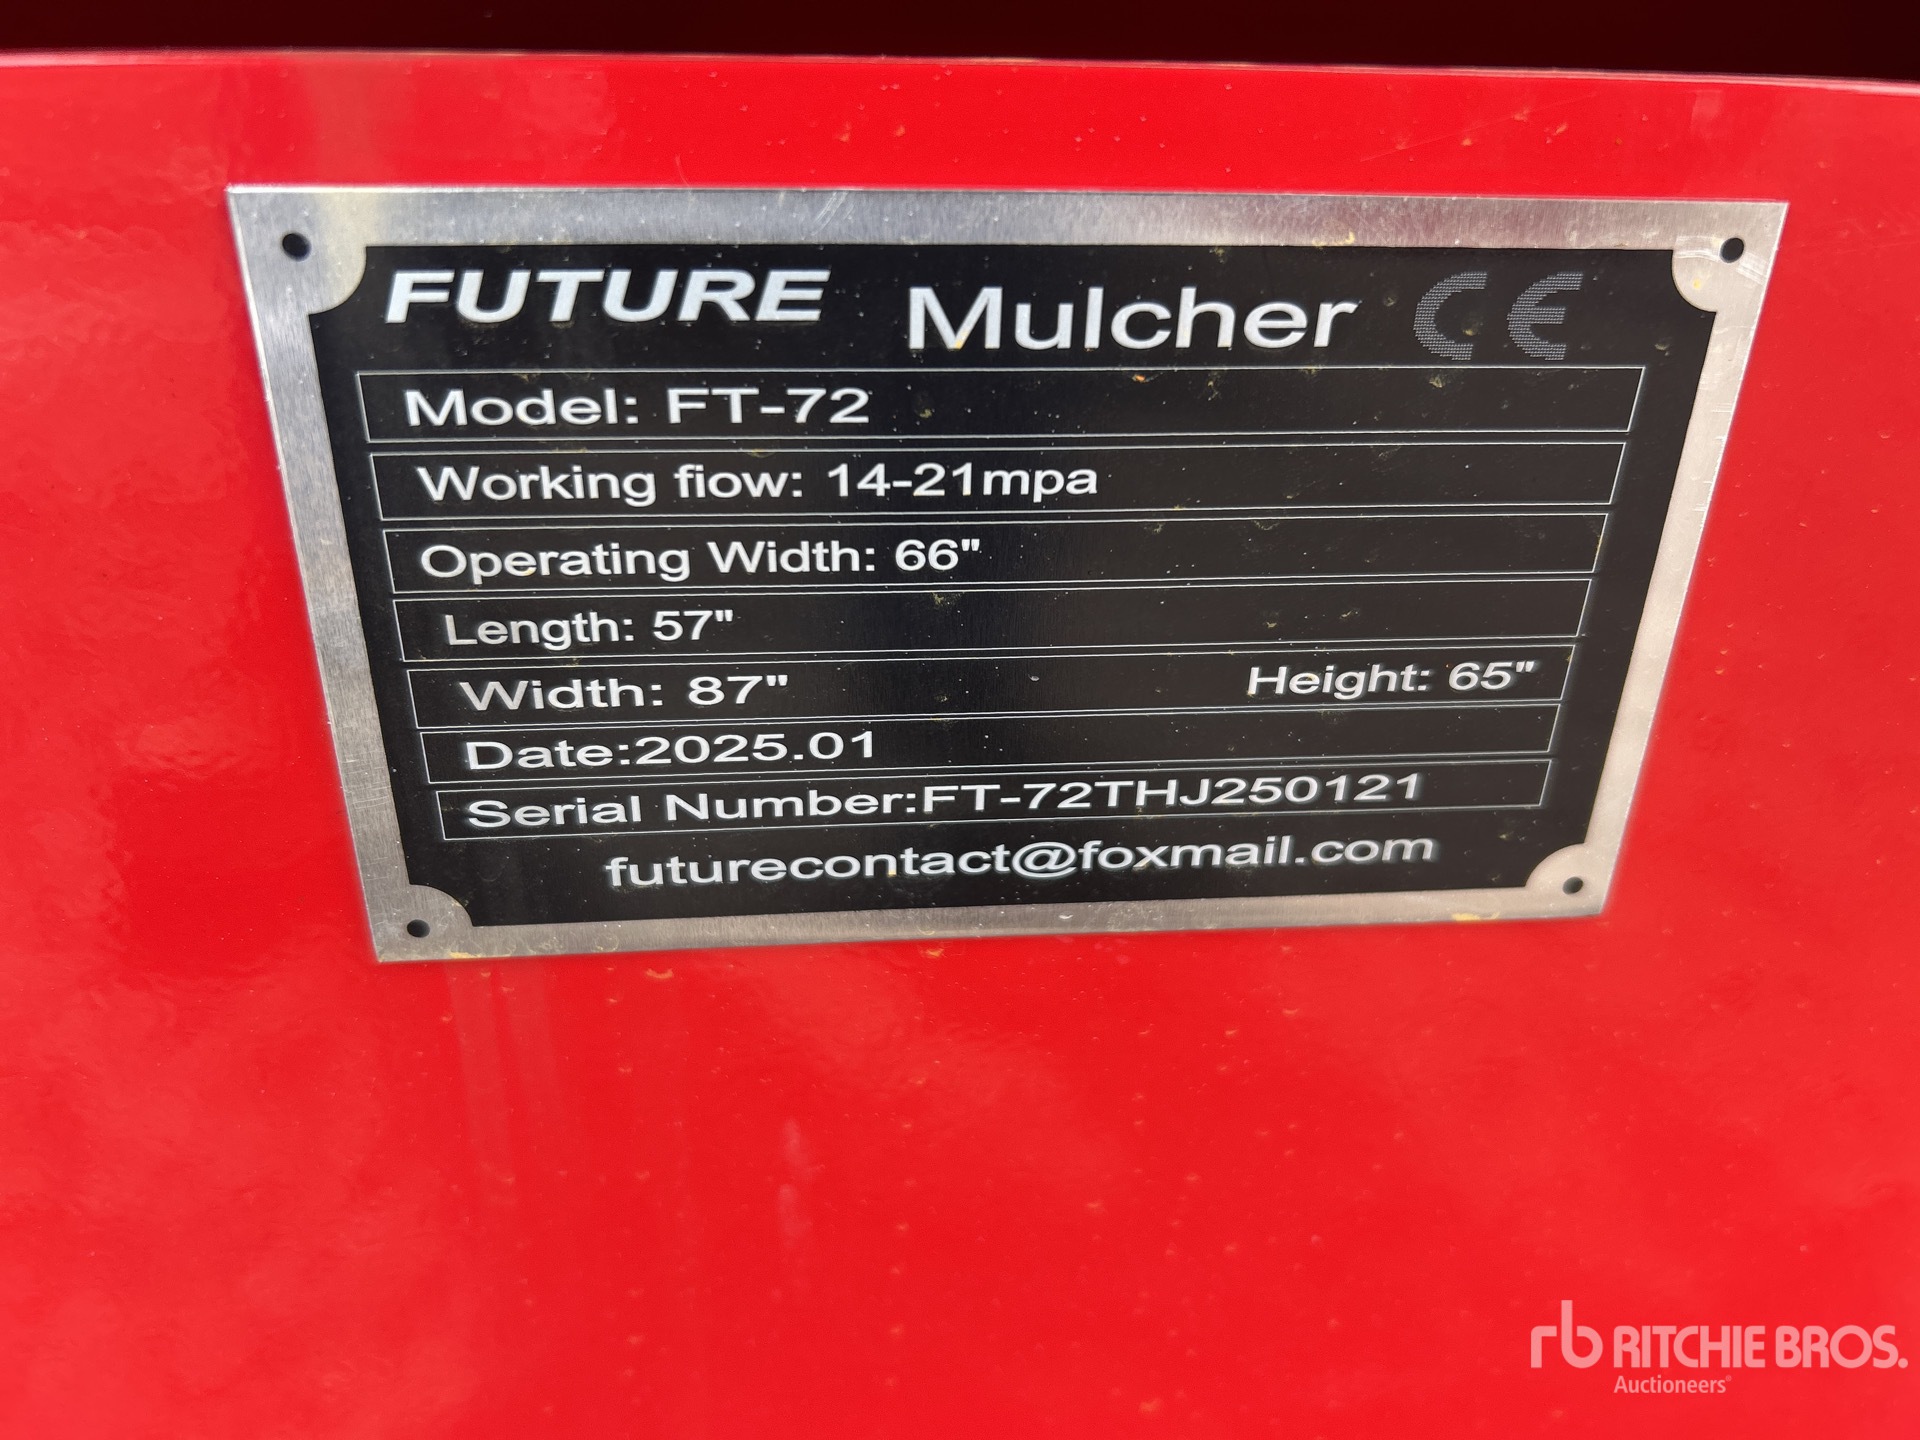 FUTURE Mulcher CE
Model: FT-72
Working fiow: 14-21mpa
Operating Width: 66"
Length: 57"
Width: 87" Height: 65"
Date:2025.01
Serial Number:FT-72THJ250121
futurecontact@foxmail.com
rb RITCHIE BROS.
Auctioneers®